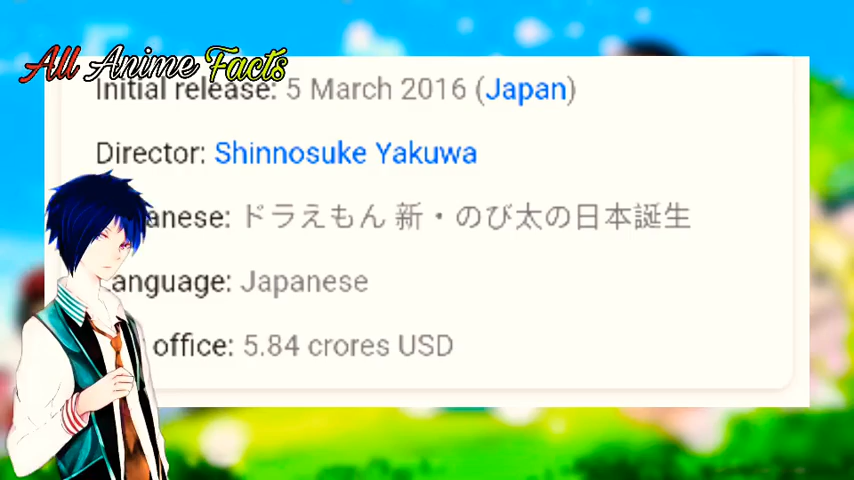 All Anime Facts
Initial release: 5 March 2016 (Japan)
Director: Shinnosuke Yakuwa
anese: ドラえもん 新・のび太の日本誕生
anguage: Japanese
office: 5.84 crores USD